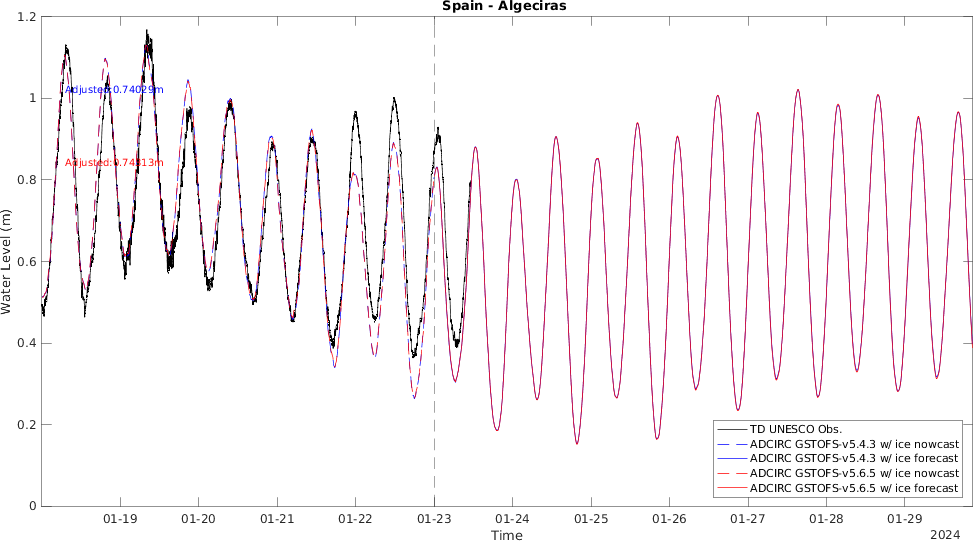 Spain - Algeciras
1.2
1
0.8
0.6
0.4
0.2
0
Water Level (m)
Adjusted:0.74029m
Adjusted:0.74313m
TD UNESCO Obs.
ADCIRC GSTOFS-v5.4.3 w/ ice nowcast
ADCIRC GSTOFS-v5.4.3 w/ ice forecast
ADCIRC GSTOFS-v5.6.5 w/ ice nowcast
ADCIRC GSTOFS-v5.6.5 w/ ice forecast
01-19 01-20 01-21 01-22 01-23 01-24 01-25 01-26 01-27 01-28 01-29
Time
2024